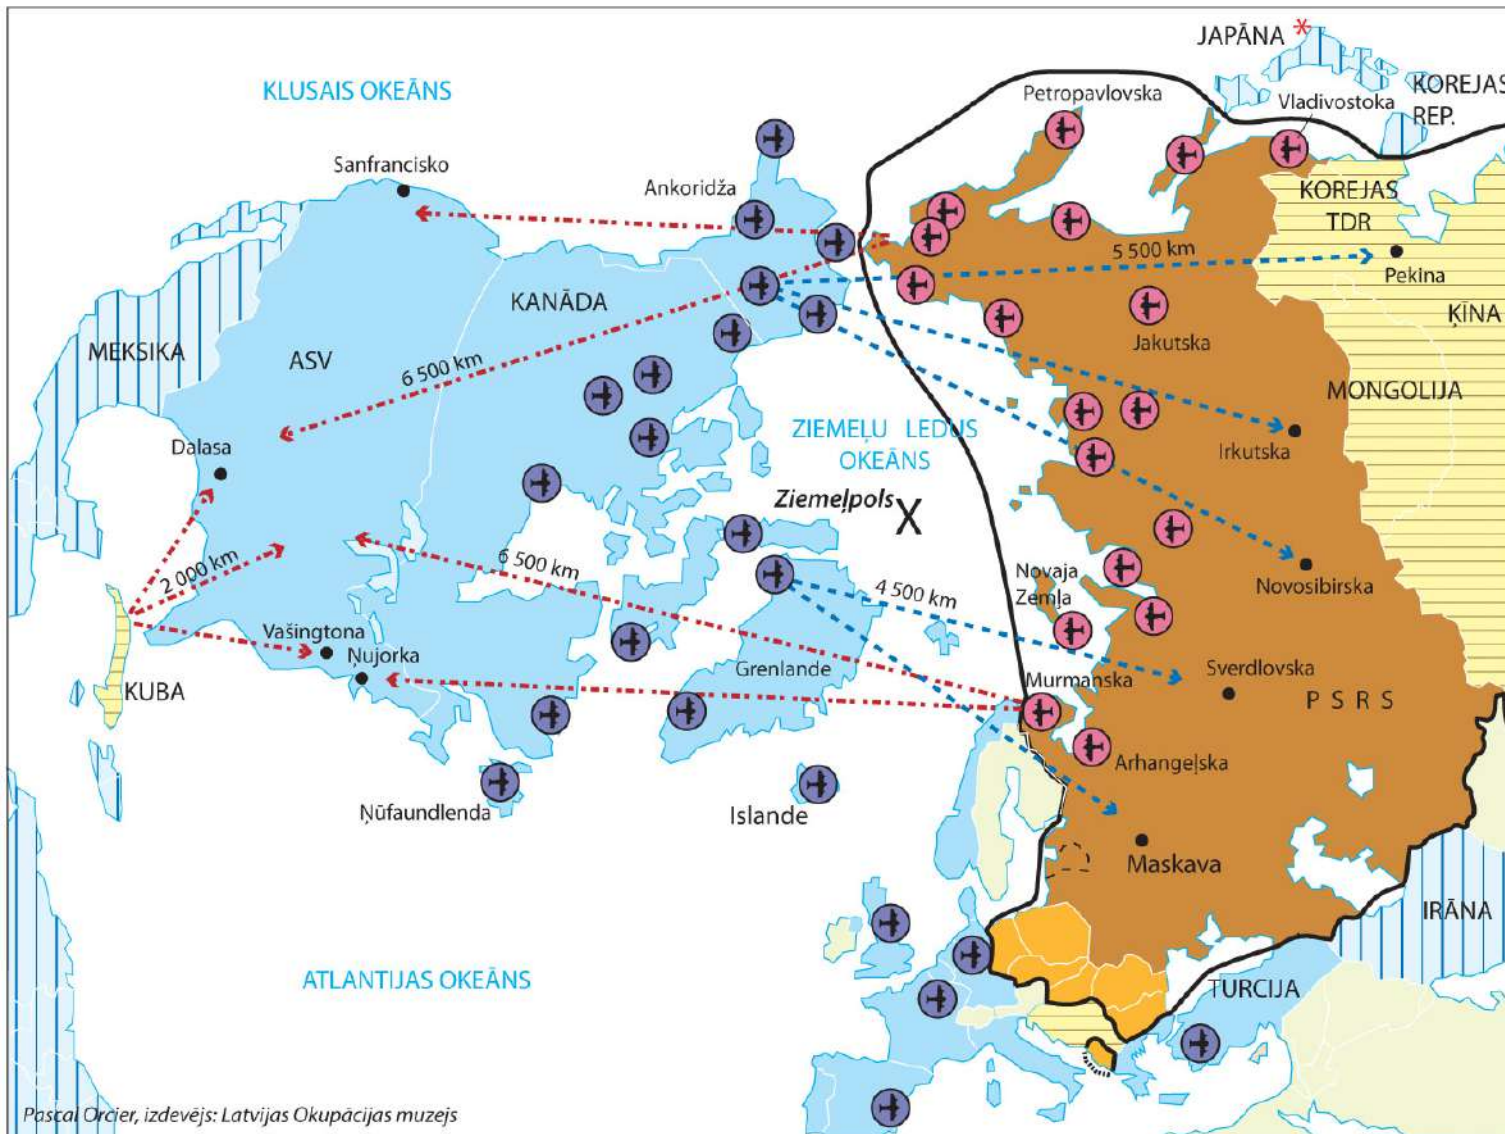 JAPĀNA
KLUSAIS OKEĀNS
Petropavlovska
Vladivostoka
KOREJAS
REP.
Sanfrancisko
Ankoridža
KOREJAS
TDR
5 500 km
Pekina
KANĀDA
ĶĪNA
MEKSIKA
ASV
6 500 km
Jakutska
MONGOLIJA
ZIEMEĻU LEDUS
OKEĀNS
Dalasa
Irkutska
Ziemeļpols
X
6 500 km
2 000 km
Novaja
Zemļa
4 500 km
Novosibirska
Vašingtona
Ņujorka
Grenlande
Sverdlovska
KUBA
Murmanska
P S R S
Arhangeļska
Ņūfaundlenda
Islande
Maskava
IRĀNA
ATLANTIJAS OKEĀNS
TURCIJA
Pascal Orcier, izdevējs: Latvijas Okupācijas muzejs